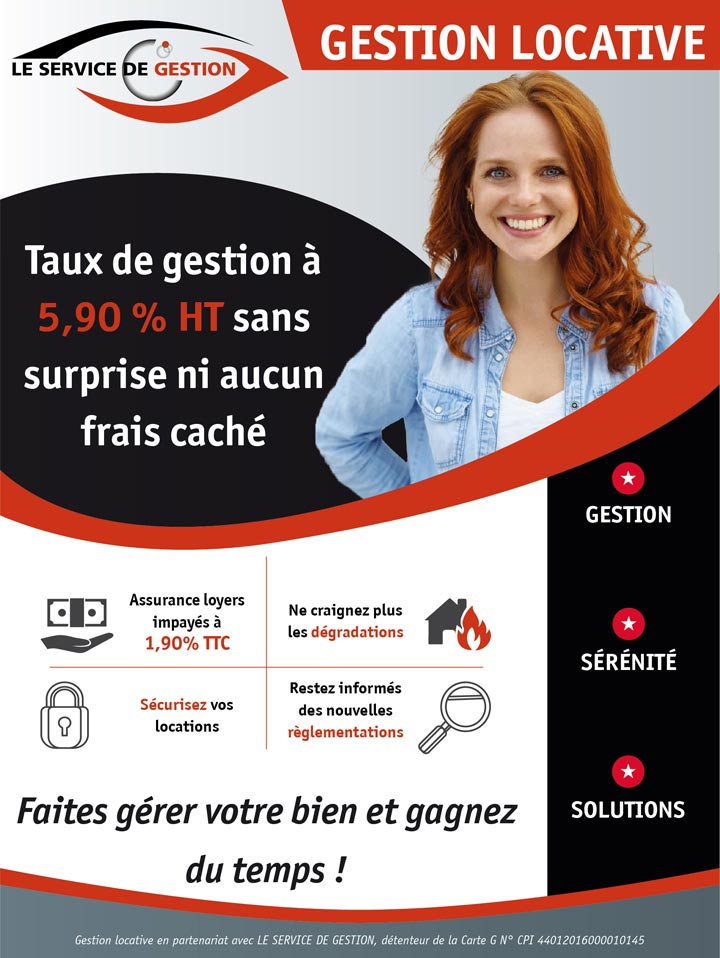 LE SERVICE DE GESTION
GESTION LOCATIVE
Taux de gestion à
5,90 % HT sans
surprise ni aucun
frais caché
GESTION
SÉRÉNITÉ
SOLUTIONS
Assurance loyers
impayés à
1,90% TTC
Ne craignez plus
les dégradations
Sécurisez vos
locations
Restez informés
des nouvelles
règlementations
Faites gérer votre bien et gagnez
du temps !
Gestion locative en partenariat avec LE SERVICE DE GESTION, détenteur de la Carte G N° CPI 44012016000010145